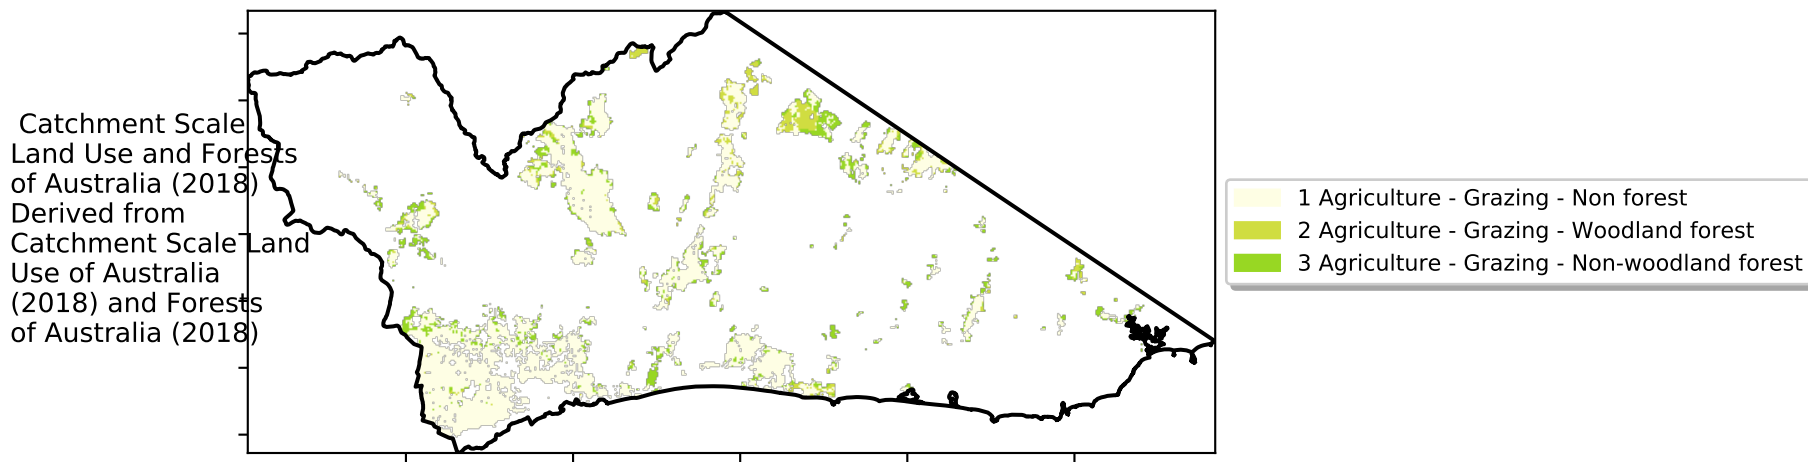 Catchment Scale
Land Use and Forests
of Australia (2018)
Derived from
Catchment Scale Land
Use of Australia
(2018) and Forests
of Australia (2018)
1 Agriculture - Grazing - Non forest
2 Agriculture - Grazing - Woodland forest
3 Agriculture - Grazing - Non-woodland forest